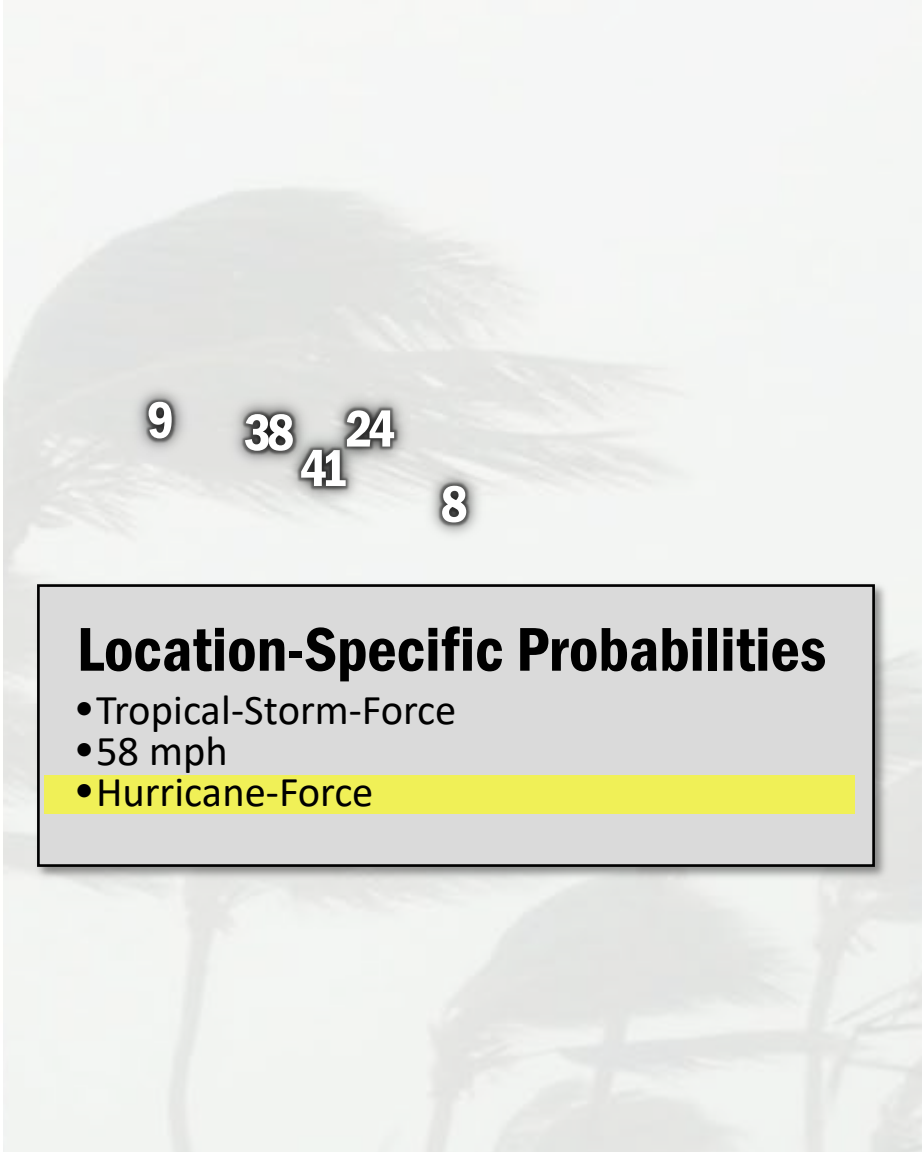 9 38 24
41
8
Location-Specific Probabilities
•Tropical-Storm-Force
•58 mph
•Hurricane-Force